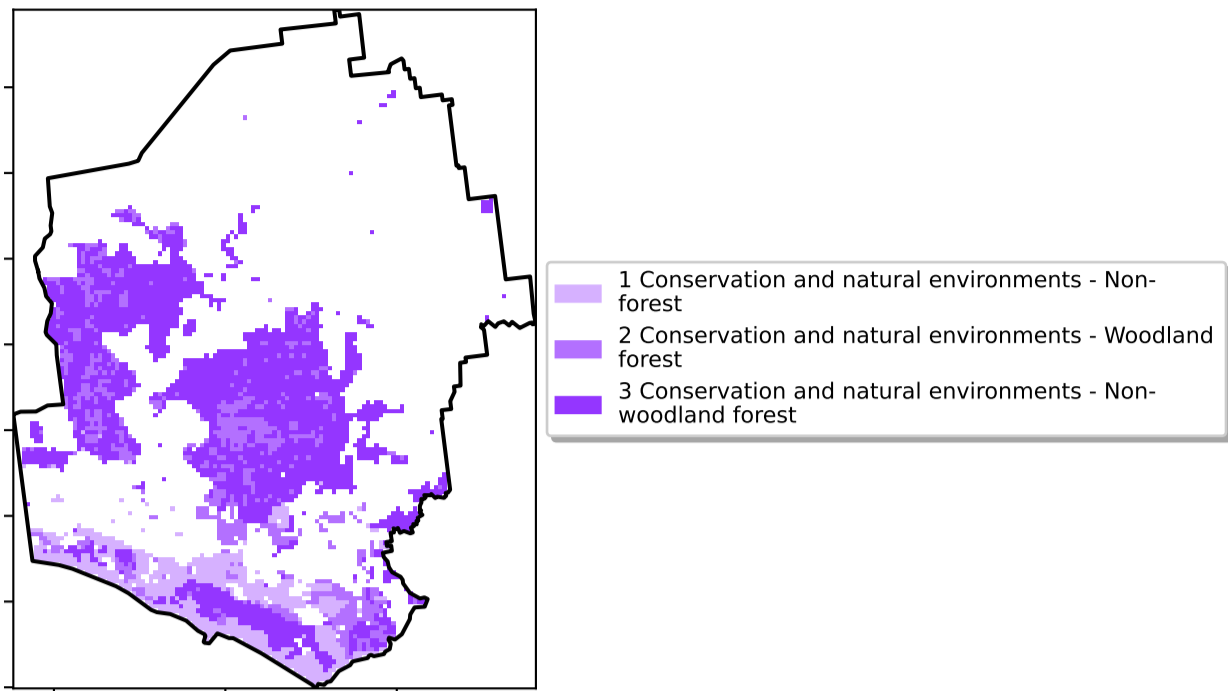 1 Conservation and natural environments - Non-
forest
2 Conservation and natural environments - Woodland
forest
3 Conservation and natural environments - Non-
woodland forest